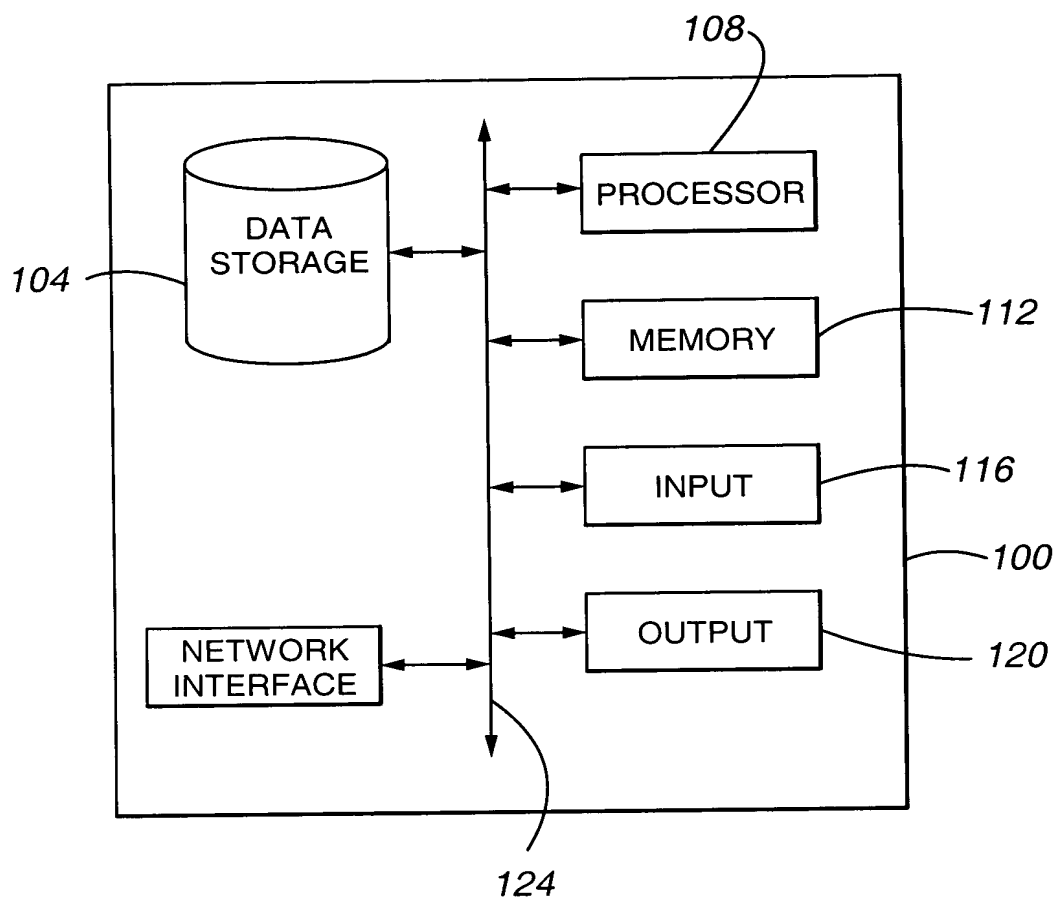 108
PROCESSOR
DATA
STORAGE
104
MEMORY
112
INPUT
116
100
OUTPUT
120
NETWORK
INTERFACE
124